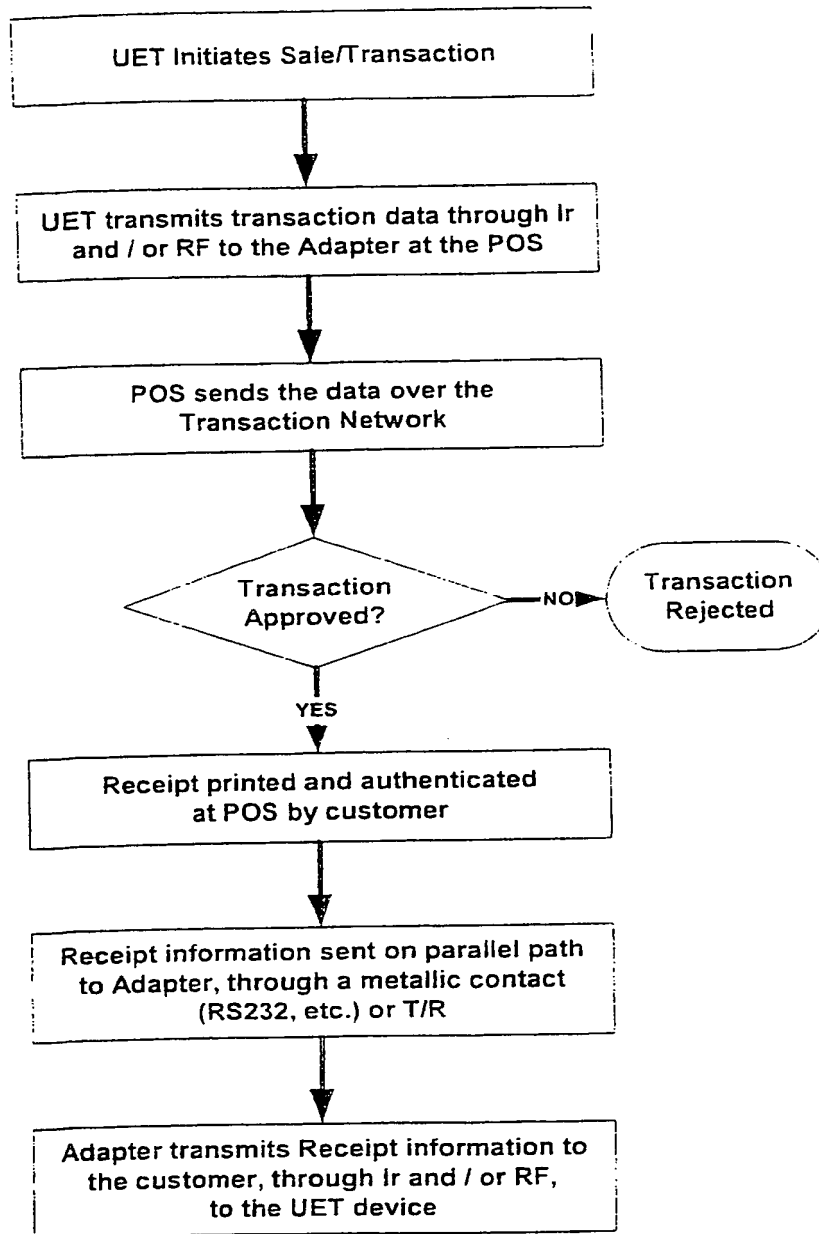 UET Initiates Sale/Transaction
UET transmits transaction data through Ir
and / or RF to the Adapter at the POS
POS sends the data over the
Transaction Network
Transaction
Approved?
NO
Transaction
Rejected
YES
Receipt printed and authenticated
at POS by customer
Receipt information sent on parallel path
to Adapter, through a metallic contact
(RS232, etc.) or T/R
Adapter transmits Receipt information to
the customer, through Ir and / or RF,
to the UET device